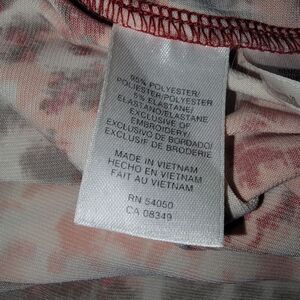 95% POLYESTER/
POLIÉSTER/POLYESTER
5% ELASTANE/
ELASTANO/ELASTANE
EXCLUSIVE OF
EMBROIDERY/
EXCLUSIVO DE BORDADO/
EXCLUSIF DE BRODERIE
MADE IN VIETNAM
HECHO EN VIETNAM
FAIT AU VIETNAM
RN 54050
CA 08349